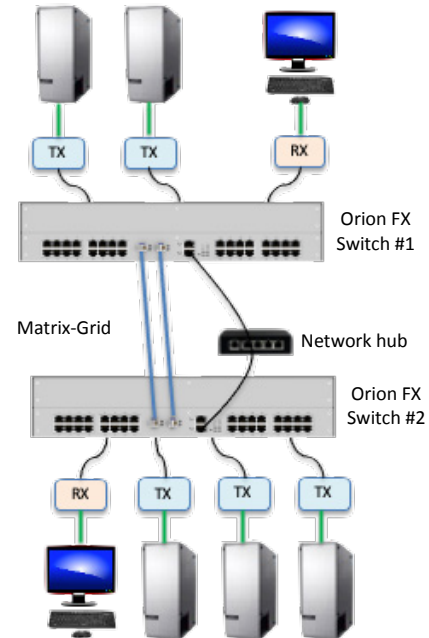 TX
TX
RX
Orion FX
Switch #1
Matrix-Grid
Network hub
Orion FX
Switch #2
RX
TX
TX
TX